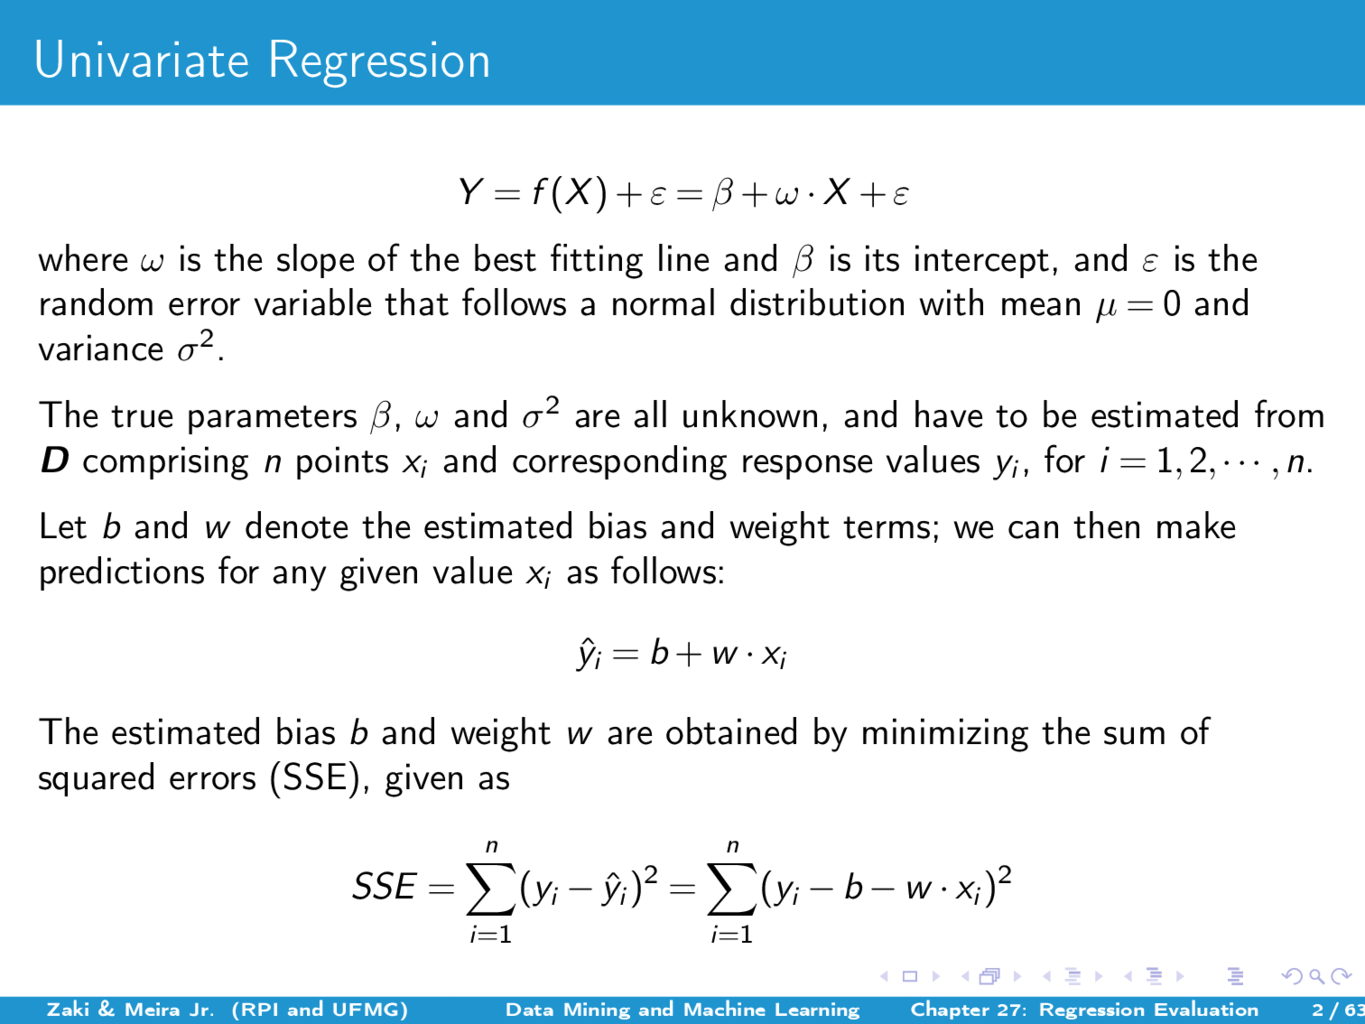 Univariate Regression
Y = f(X) + ε = β + ω · X + ε
where ω is the slope of the best fitting line and β is its intercept, and ε is the
random error variable that follows a normal distribution with mean μ = 0 and
variance σ².
The true parameters β, ω and σ² are all unknown, and have to be estimated from
D comprising n points xᵢ and corresponding response values yᵢ, for i = 1, 2, ⋯ , n.
Let b and w denote the estimated bias and weight terms; we can then make
predictions for any given value xᵢ as follows:
ŷᵢ = b + w · xᵢ
The estimated bias b and weight w are obtained by minimizing the sum of
squared errors (SSE), given as
SSE = ∑ⁿᵢ₌₁ (yᵢ − ŷᵢ)² = ∑ⁿᵢ₌₁ (yᵢ − b − w · xᵢ)²
Zaki & Meira Jr. (RPI and UFMG) Data Mining and Machine Learning Chapter 27: Regression Evaluation 2 / 63